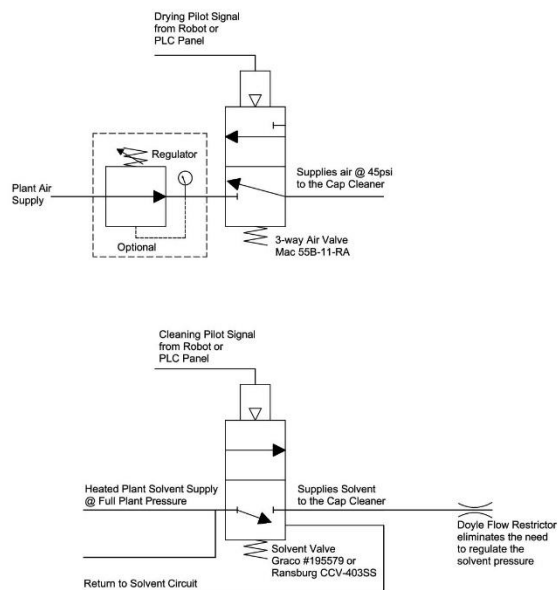 Drying Pilot Signal
from Robot or
PLC Panel
Regulator
Plant Air
Supply
Supplies air @ 45psi
to the Cap Cleaner
Optional
3-way Air Valve
Mac 55B-11-RA
Cleaning Pilot Signal
from Robot or
PLC Panel
Heated Plant Solvent Supply
@ Full Plant Pressure
Supplies Solvent
to the Cap Cleaner
Doyle Flow Restrictor
eliminates the need
to regulate the
solvent pressure
Solvent Valve
Graco #195579 or
Ransburg CCV-403SS
Return to Solvent Circuit